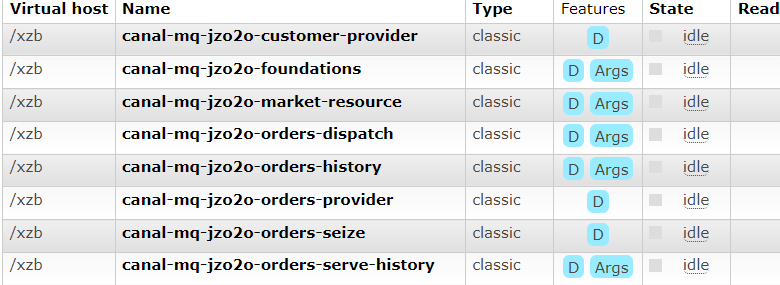 Virtual host Name Type Features State Read
/xzb canal-mq-jzo2o-customer-provider classic D idle
/xzb canal-mq-jzo2o-foundations classic D Args idle
/xzb canal-mq-jzo2o-market-resource classic D Args idle
/xzb canal-mq-jzo2o-orders-dispatch classic D Args idle
/xzb canal-mq-jzo2o-orders-history classic D Args idle
/xzb canal-mq-jzo2o-orders-provider classic D idle
/xzb canal-mq-jzo2o-orders-seize classic D idle
/xzb canal-mq-jzo2o-orders-serve-history classic D Args idle